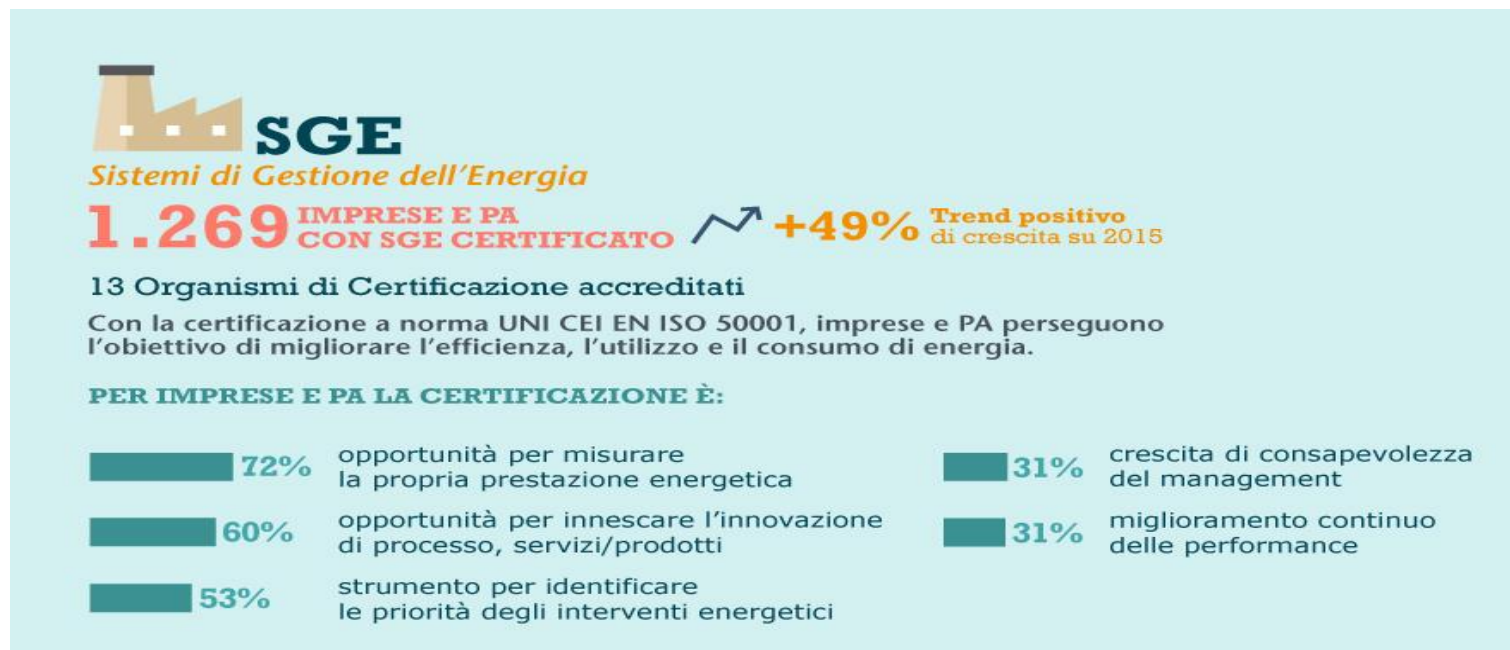 SGE
Sistemi di Gestione dell'Energia
1.269 IMPRESE E PA
CON SGE CERTIFICATO
+49% Trend positivo
di crescita su 2015
13 Organismi di Certificazione accreditati
Con la certificazione a norma UNI CEI EN ISO 50001, imprese e PA perseguono
l'obiettivo di migliorare l'efficienza, l'utilizzo e il consumo di energia.
PER IMPRESE E PA LA CERTIFICAZIONE È:
72% opportunità per misurare
la propria prestazione energetica
60% opportunità per innescare l'innovazione
di processo, servizi/prodotti
53% strumento per identificare
le priorità degli interventi energetici
31% crescita di consapevolezza
del management
31% miglioramento continuo
delle performance